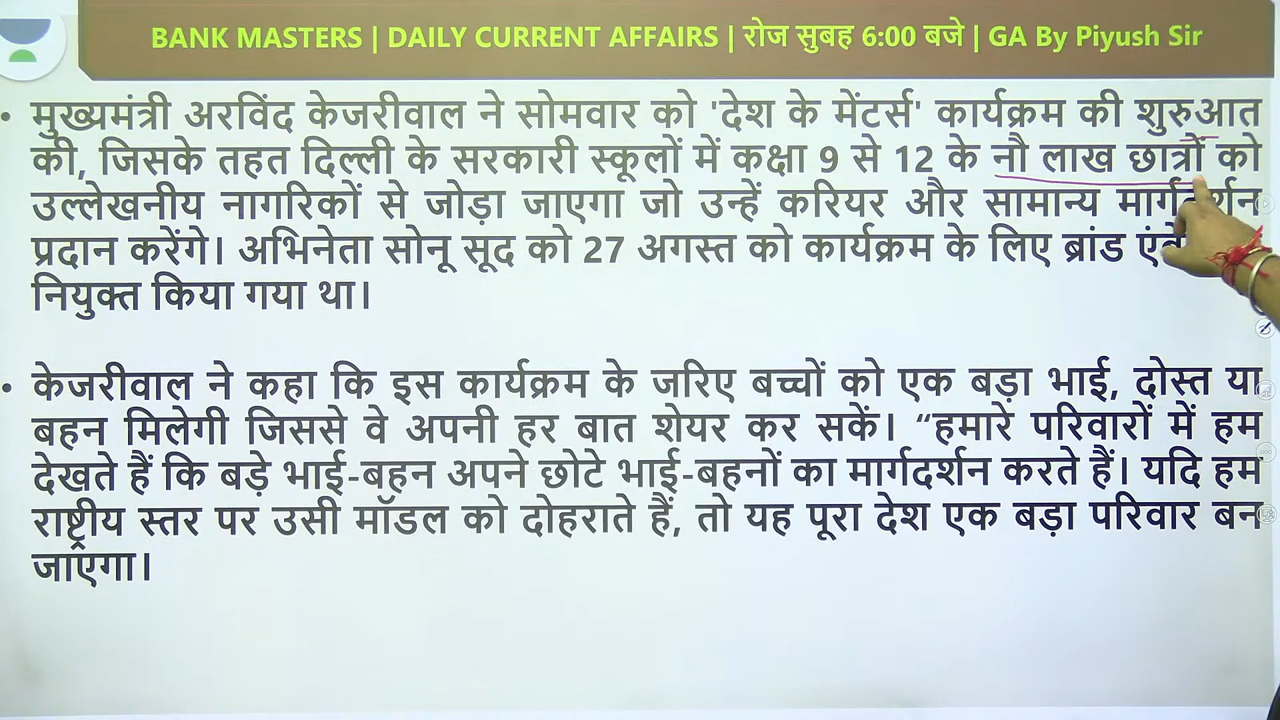 BANK MASTERS | DAILY CURRENT AFFAIRS | रोज सुबह 6:00 बजे | GA By Piyush Sir
• मुख्यमंत्री अरविंद केजरीवाल ने सोमवार को 'देश के मेंटर्स' कार्यक्रम की शुरुआत
की, जिसके तहत दिल्ली के सरकारी स्कूलों में कक्षा 9 से 12 के नौ लाख छात्रों को
उल्लेखनीय नागरिकों से जोड़ा जाएगा जो उन्हें करियर और सामान्य मार्गदर्शन
प्रदान करेंगे। अभिनेता सोनू सूद को 27 अगस्त को कार्यक्रम के लिए ब्रांड
नियुक्त किया गया था।
• केजरीवाल ने कहा कि इस कार्यक्रम के जरिए बच्चों को एक बड़ा भाई, दोस्त या
बहन मिलेगी जिससे वे अपनी हर बात शेयर कर सकें। “हमारे परिवारों में हम
देखते हैं कि बड़े भाई-बहन अपने छोटे भाई-बहनों का मार्गदर्शन करते हैं। यदि हम
राष्ट्रीय स्तर पर उसी मॉडल को दोहराते हैं, तो यह पूरा देश एक बड़ा परिवार बन
जाएगा।